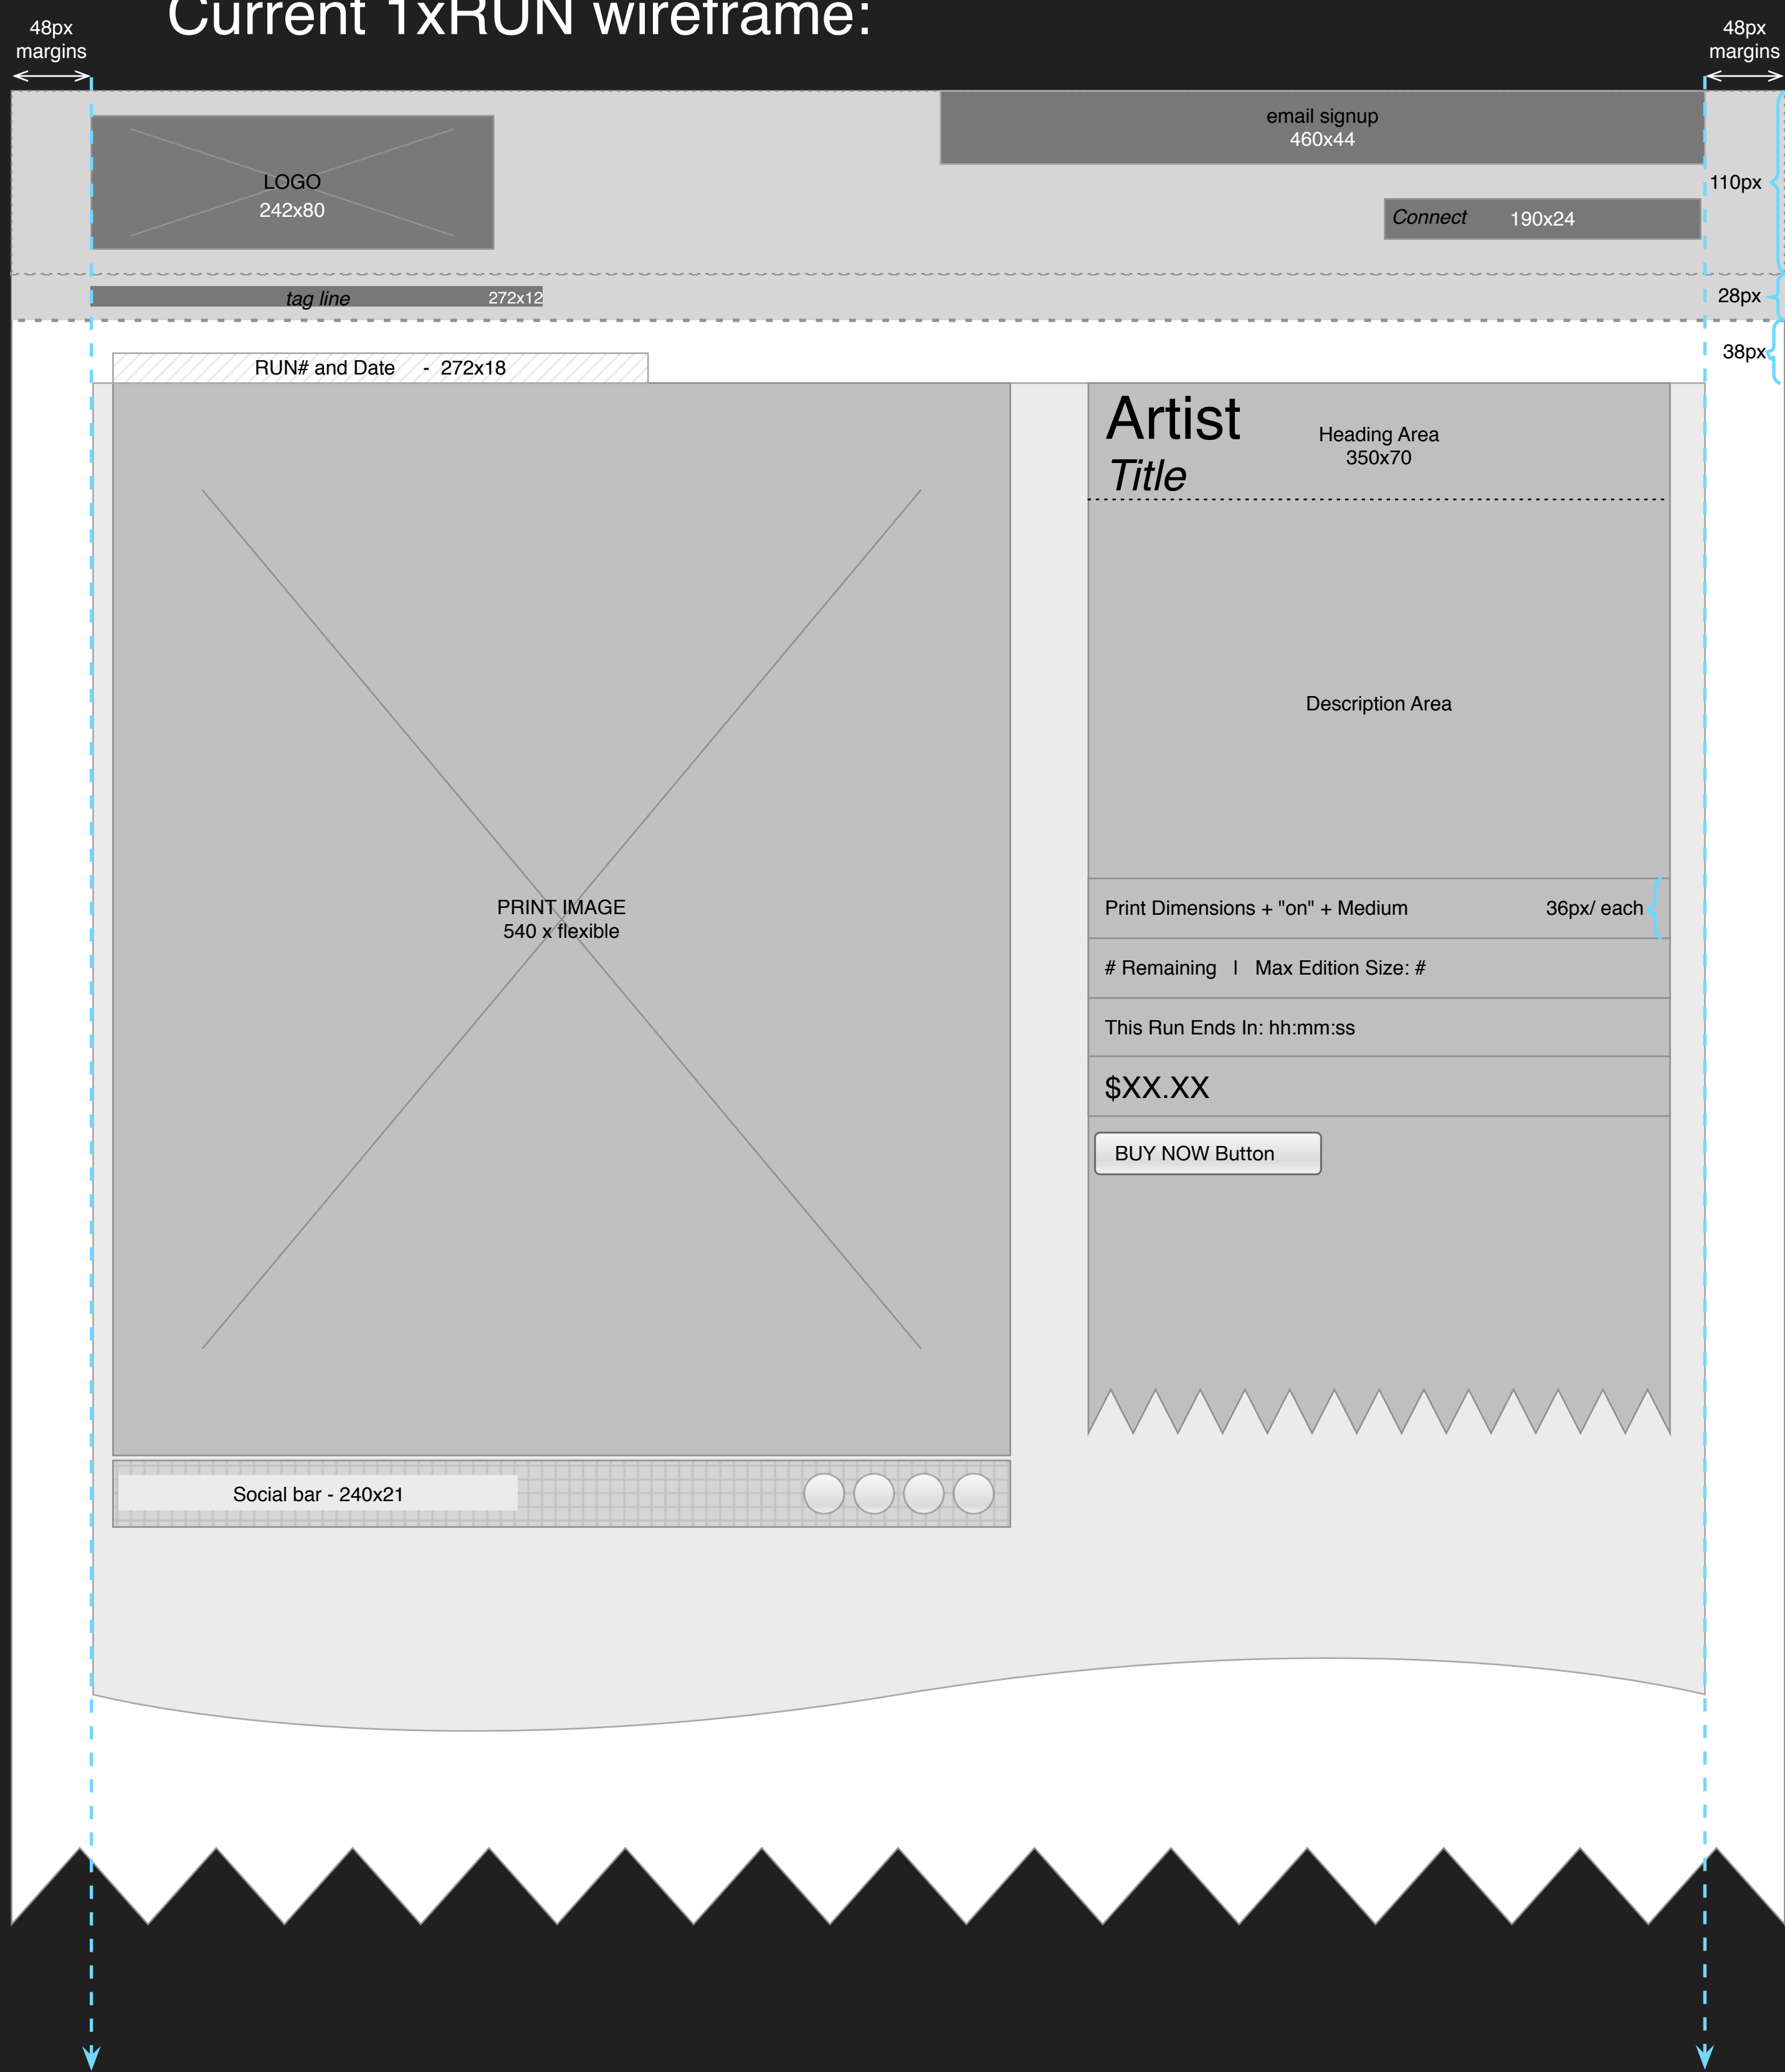 Current 1xRUN wireframe:
48px
margins
48px
margins
email signup
460x44
LOGO
242x80
110px
Connect 190x24
tag line 272x12
28px
38px
RUN# and Date - 272x18
Artist
Title
Heading Area
350x70
Description Area
PRINT IMAGE
540 x flexible
Print Dimensions + "on" + Medium
36px/ each
# Remaining | Max Edition Size: #
This Run Ends In: hh:mm:ss
$XX.XX
BUY NOW Button
Social bar - 240x21